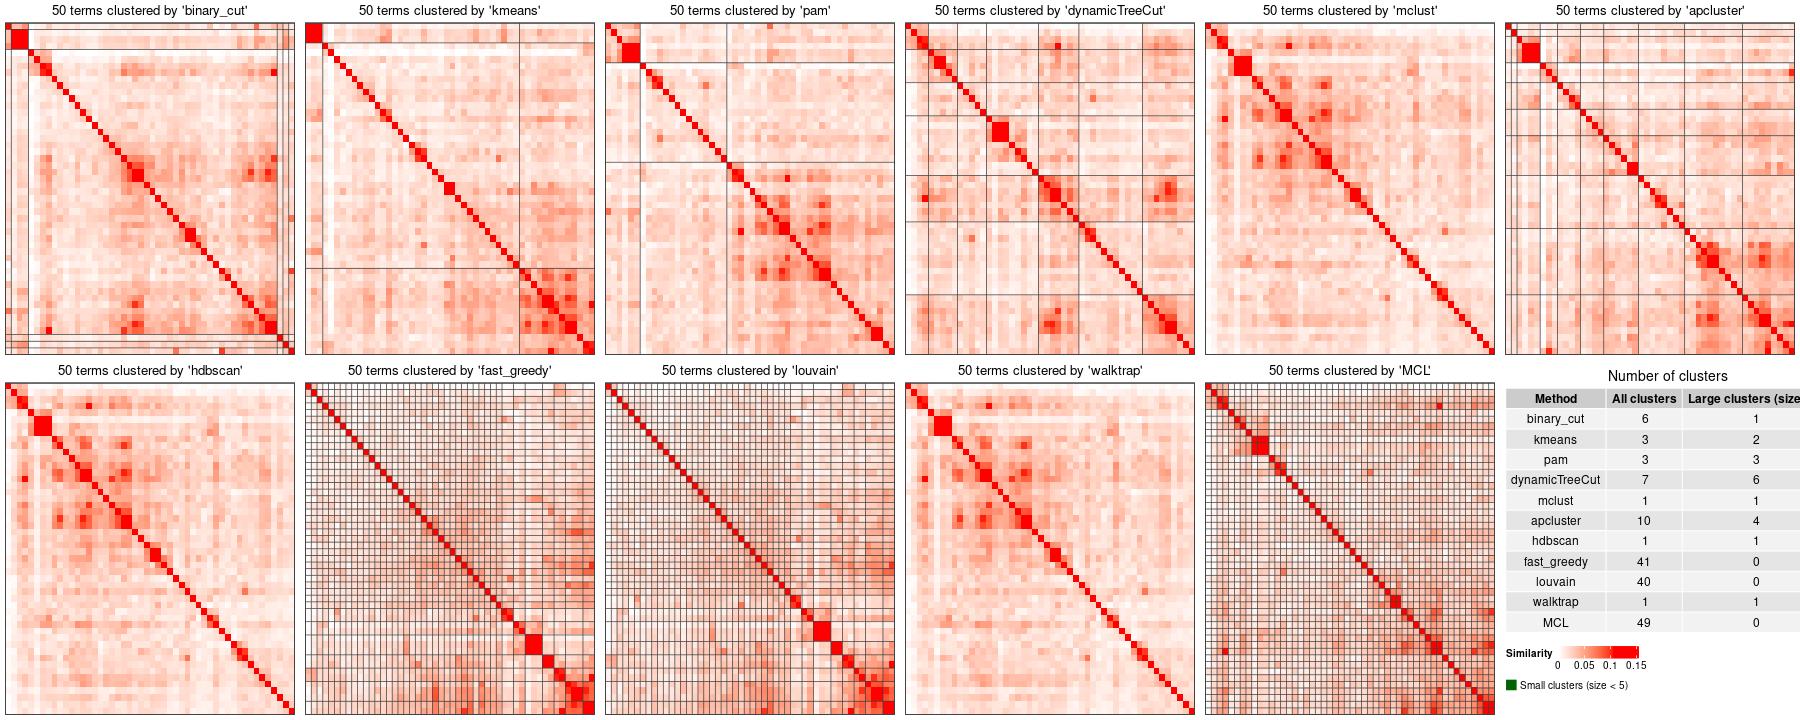 50 terms clustered by 'binary_cut'
50 terms clustered by 'kmeans'
50 terms clustered by 'pam'
50 terms clustered by 'dynamicTreeCut'
50 terms clustered by 'mclust'
50 terms clustered by 'apcluster'
50 terms clustered by 'hdbscan'
50 terms clustered by 'fast_greedy'
50 terms clustered by 'louvain'
50 terms clustered by 'walktrap'
50 terms clustered by 'MCL'
Number of clusters
Method All clusters Large clusters (size
binary_cut 6 1
kmeans 3 2
pam 3 3
dynamicTreeCut 7 6
mclust 1 1
apcluster 10 4
hdbscan 1 1
fast_greedy 41 0
louvain 40 0
walktrap 1 1
MCL 49 0
Similarity
0 0.05 0.1 0.15
Small clusters (size < 5)